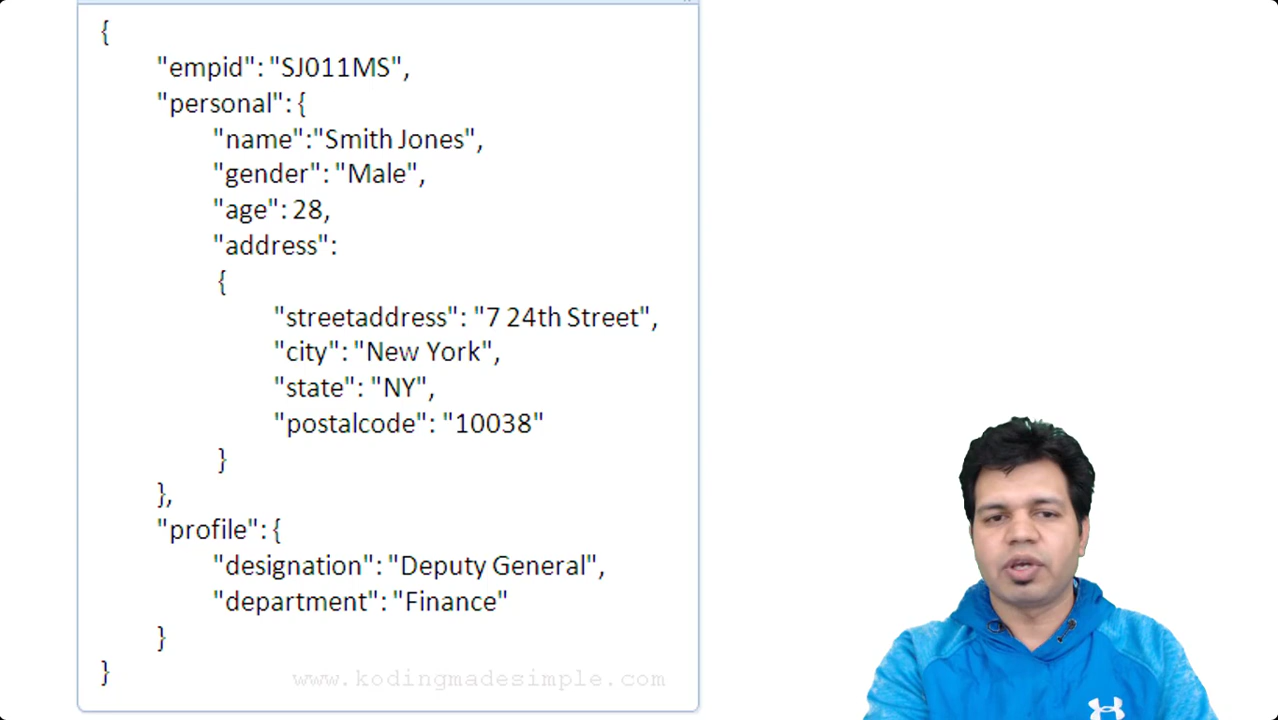 {
"empid": "SJ011MS",
"personal": {
"name":"Smith Jones",
"gender": "Male",
"age": 28,
"address":
{
"streetaddress": "7 24th Street",
"city": "New York",
"state": "NY",
"postalcode": "10038"
}
},
"profile": {
"designation": "Deputy General",
"department": "Finance"
}
}
www.kodingmadesimple.com